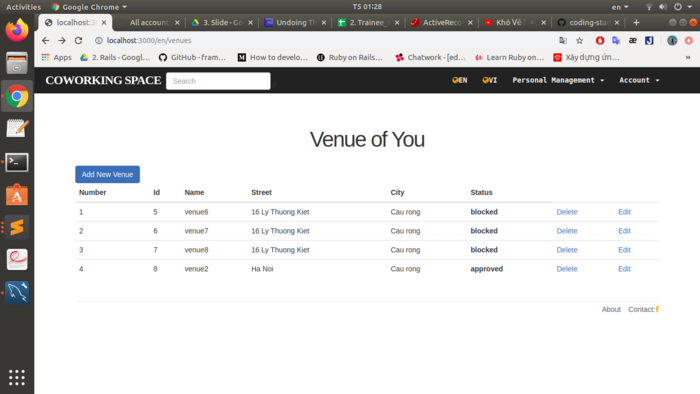 Activities Google Chrome T5 01:28 en
localhost:3 All account 3. Slide - Go Undoing Th 2. Trainee_ ActiveReco Khó Vẽ coding-stan
localhost:3000/en/venues
Apps 2. Rails - Googl... GitHub - fram... How to develo... Ruby on Rails... Chatwork - [ed... Learn Ruby on... Xây dựng ứn... »
COWORKING SPACE Search EN VI Personal Management Account
Venue of You
Add New Venue
Number Id Name Street City Status
1 5 venue6 16 Ly Thuong Kiet Cau rong blocked Delete Edit
2 6 venue7 16 Ly Thuong Kiet Cau rong blocked Delete Edit
3 7 venue8 16 Ly Thuong Kiet Cau rong blocked Delete Edit
4 8 venue2 Ha Noi Cau rong approved Delete Edit
About Contact: